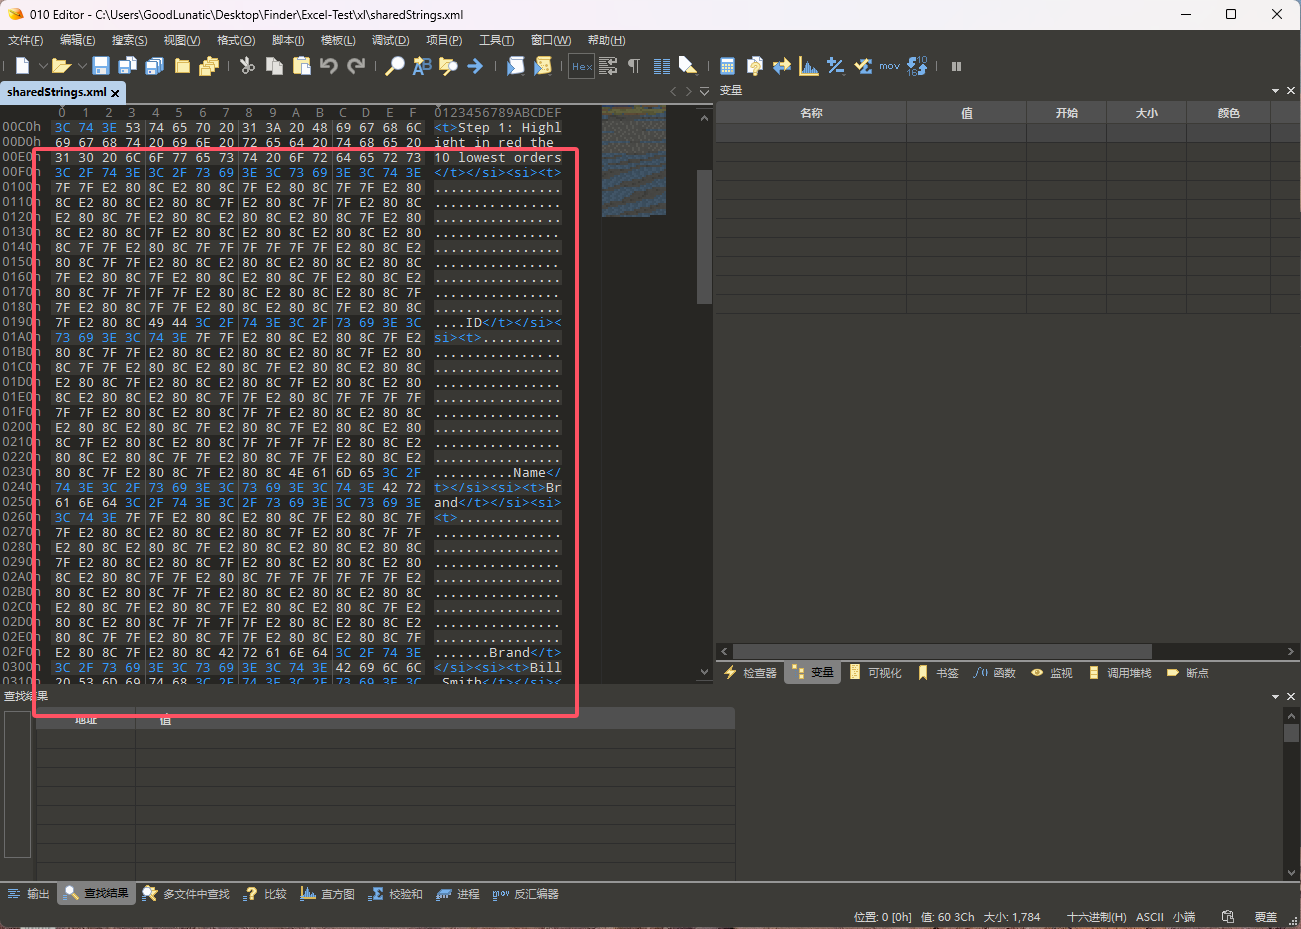 010 Editor - C:\Users\GoodLunatic\Desktop\Finder\Excel-Test\xl\sharedStrings.xml
文件(F) 编辑(E) 搜索(S) 视图(V) 格式(O) 脚本(I) 模板(L) 调试(D) 项目(P) 工具(T) 窗口(W) 帮助(H)
Hex mov
sharedStrings.xml
0 1 2 3 4 5 6 7 8 9 A B C D E F 0123456789ABCDEF
00C0h 3C 74 3E 53 74 65 70 20 31 3A 20 48 69 67 68 6C <t>Step 1: Highl
00D0h 69 67 68 74 20 69 6E 20 72 65 64 20 74 68 65 20 ight in red the
00E0h 31 30 20 6C 6F 77 65 73 74 20 6F 72 64 65 72 73 10 lowest orders
00F0h 3C 2F 74 3E 3C 2F 73 69 3E 3C 73 69 3E 3C 74 3E </t></si><si><t>
0100h 7F 7F E2 80 8C E2 80 8C 7F E2 80 8C 7F 7F E2 80 ................
0110h 8C E2 80 8C E2 80 8C 7F E2 80 8C 7F 7F E2 80 8C ................
0120h E2 80 8C 7F E2 80 8C E2 80 8C E2 80 8C 7F E2 80 ................
0130h 8C E2 80 8C 7F E2 80 8C E2 80 8C E2 80 8C E2 80 ................
0140h 8C 7F 7F E2 80 8C 7F 7F 7F 7F 7F 7F E2 80 8C E2 ................
0150h 80 8C 7F 7F E2 80 8C E2 80 8C E2 80 8C E2 80 8C ................
0160h 7F E2 80 8C 7F E2 80 8C E2 80 8C 7F E2 80 8C E2 ................
0170h 80 8C 7F 7F 7F 7F E2 80 8C E2 80 8C E2 80 8C 7F ................
0180h 7F E2 80 8C 7F 7F E2 80 8C E2 80 8C 7F E2 80 8C ................
0190h 7F E2 80 8C 49 44 3C 2F 74 3E 3C 2F 73 69 3E 3C ....ID</t></si><
01A0h 73 69 3E 3C 74 3E 7F 7F E2 80 8C E2 80 8C 7F E2 si><t>..........
01B0h 80 8C 7F 7F E2 80 8C E2 80 8C E2 80 8C 7F E2 80 ................
01C0h 8C 7F 7F E2 80 8C E2 80 8C 7F E2 80 8C E2 80 8C ................
01D0h E2 80 8C 7F E2 80 8C E2 80 8C 7F E2 80 8C E2 80 ................
01E0h 8C E2 80 8C E2 80 8C 7F 7F E2 80 8C 7F 7F 7F 7F ................
01F0h 7F 7F E2 80 8C E2 80 8C 7F 7F E2 80 8C E2 80 8C ................
0200h E2 80 8C E2 80 8C 7F E2 80 8C 7F E2 80 8C E2 80 ................
0210h 8C 7F E2 80 8C E2 80 8C 7F 7F 7F 7F E2 80 8C E2 ................
0220h 80 8C E2 80 8C 7F 7F E2 80 8C 7F 7F E2 80 8C E2 ................
0230h 80 8C 7F E2 80 8C 7F E2 80 8C 4E 61 6D 65 3C 2F ..........Name</
0240h 74 3E 3C 2F 73 69 3E 3C 73 69 3E 3C 74 3E 42 72 t></si><si><t>Br
0250h 61 6E 64 3C 2F 74 3E 3C 2F 73 69 3E 3C 73 69 3E and</t></si><si>
0260h 3C 74 3E 7F 7F E2 80 8C E2 80 8C 7F E2 80 8C 7F <t>.............
0270h 7F E2 80 8C E2 80 8C E2 80 8C 7F E2 80 8C 7F 7F ................
0280h E2 80 8C E2 80 8C 7F E2 80 8C E2 80 8C E2 80 8C ................
0290h 7F E2 80 8C E2 80 8C 7F E2 80 8C E2 80 8C E2 80 ................
02A0h 8C E2 80 8C 7F 7F E2 80 8C 7F 7F 7F 7F 7F 7F E2 ................
02B0h 80 8C E2 80 8C 7F 7F E2 80 8C E2 80 8C E2 80 8C ................
02C0h E2 80 8C 7F E2 80 8C 7F E2 80 8C E2 80 8C 7F E2 ................
02D0h 80 8C E2 80 8C 7F 7F 7F 7F E2 80 8C E2 80 8C E2 ................
02E0h 80 8C 7F 7F E2 80 8C 7F 7F E2 80 8C E2 80 8C 7F ................
02F0h E2 80 8C 7F E2 80 8C 42 72 61 6E 64 3C 2F 74 3E .......Brand</t>
0300h 3C 2F 73 69 3E 3C 73 69 3E 3C 74 3E 42 69 6C 6C </si><si><t>Bill
0310h 20 53 6D 69 74 68 3C 2F 74 3E 3C 2F 73 69 3E 3C Smith</t></si><
变量
名称 值 开始 大小 颜色
检查器 变量 可视化 书签 函数 监视 调用堆栈 断点
查找结果
地址 值
输出 查找结果 多文件中查找 比较 直方图 校验和 进程 mov 反汇编器
位置: 0 [0h] 值: 60 3Ch 大小: 1,784 十六进制(H) ASCII 小端 覆盖